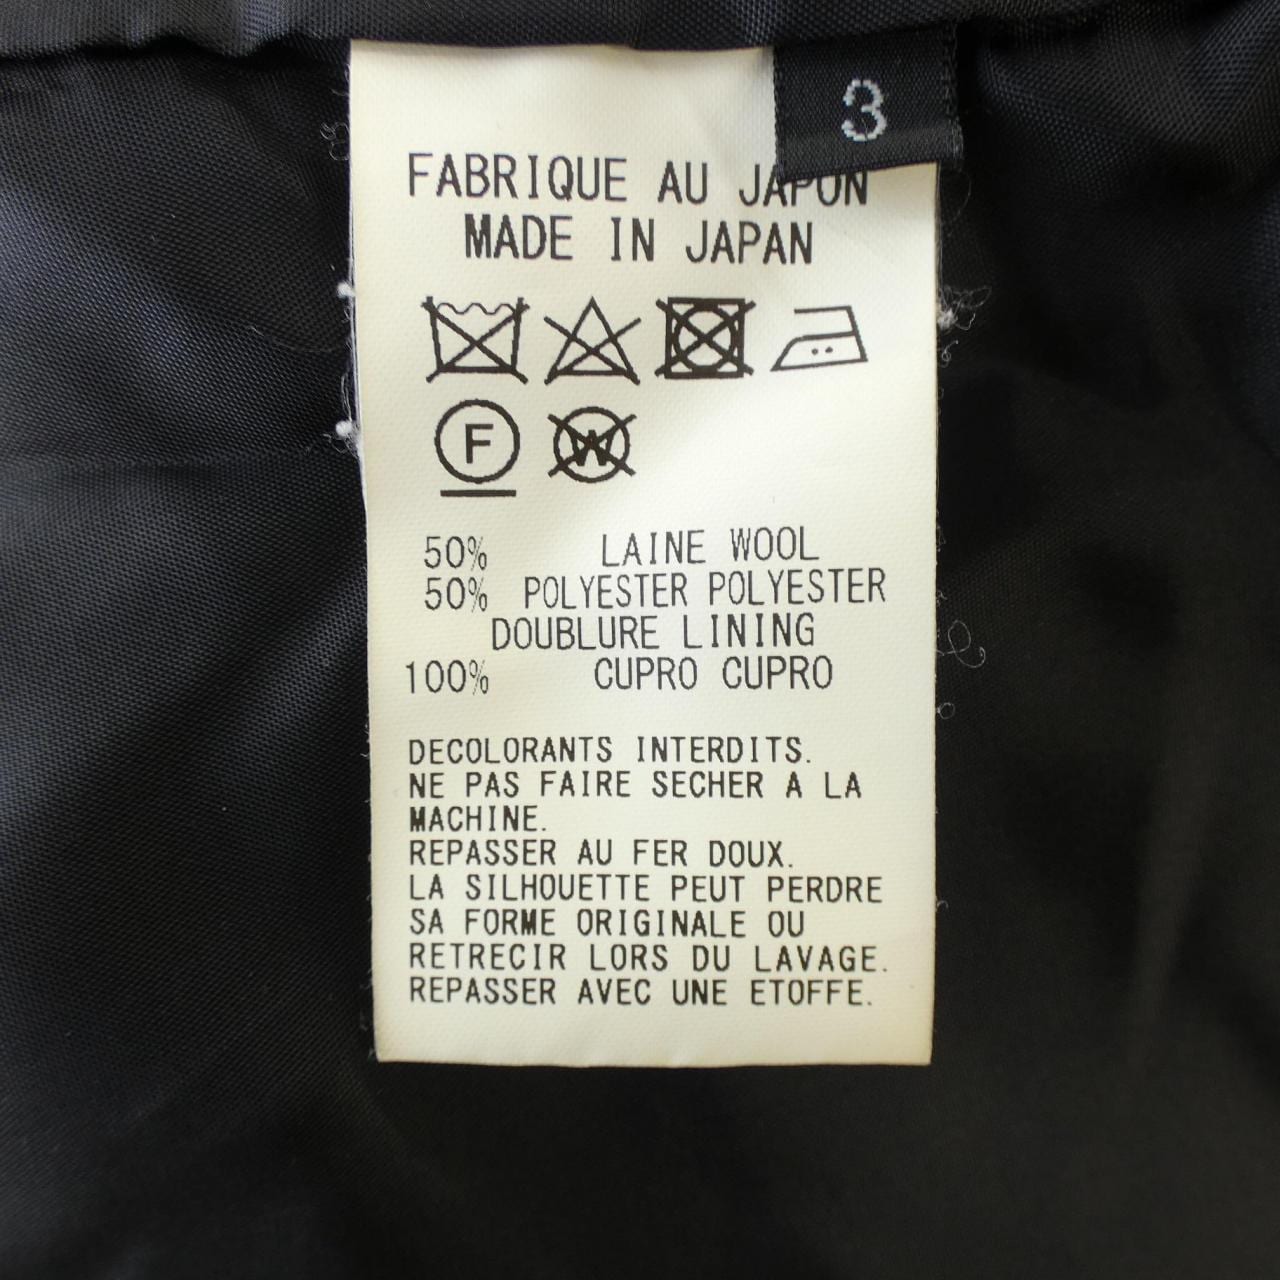 3
FABRIQUE AU JAPON
MADE IN JAPAN
F W
50% LAINE WOOL
50% POLYESTER POLYESTER
DOUBLURE LINING
100% CUPRO CUPRO
DECOLORANTS INTERDITS.
NE PAS FAIRE SECHER A LA
MACHINE.
REPASSER AU FER DOUX.
LA SILHOUETTE PEUT PERDRE
SA FORME ORIGINALE OU
RETRECIR LORS DU LAVAGE.
REPASSER AVEC UNE ETOFFE.